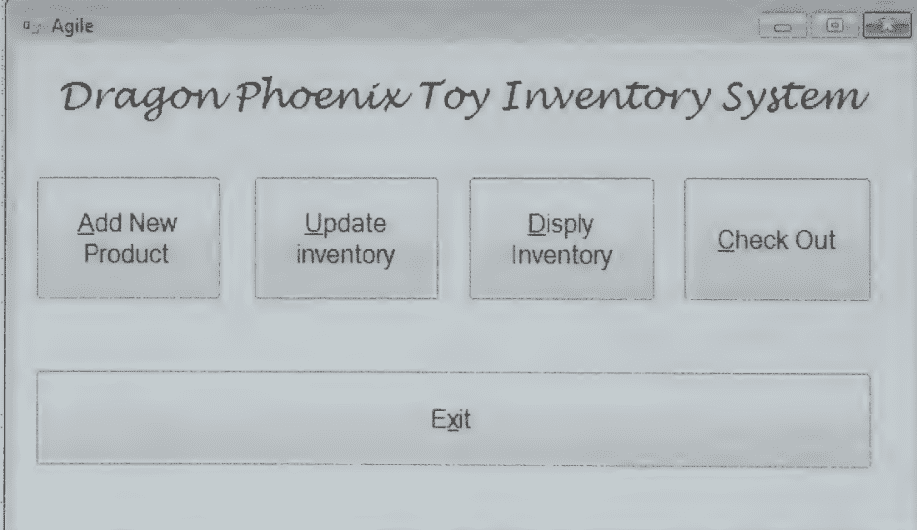 Agile
Dragon Phoenix Toy Inventory System
Add New
Product
Update
inventory
Disply
Inventory
Check Out
Exit